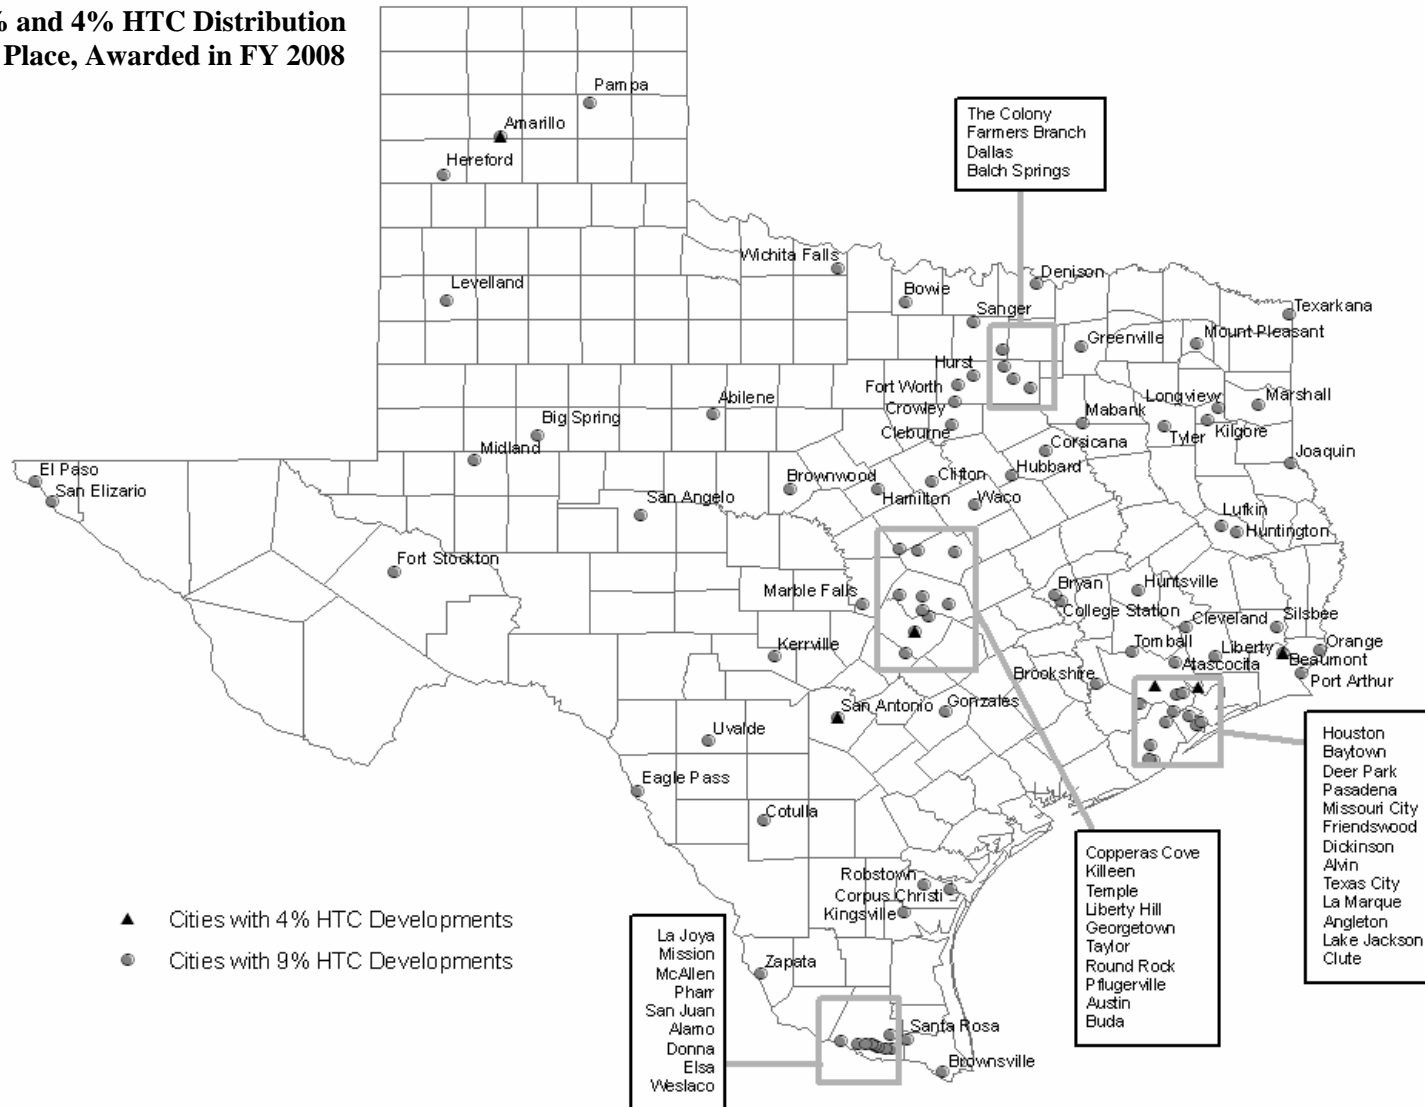 % and 4% HTC Distribution
Place, Awarded in FY 2008
Pampa
Amarillo
Hereford
The Colony
Farmers Branch
Dallas
Balch Springs
Wichita Falls
Denison
Levelland
Bowie
Sanger
Texarkana
Greenville
Mount Pleasant
Hurst
Fort Worth
Abilene
Longview
Marshall
Crowley
Mabank
Big Spring
Cleburne
Tyler
Kilgore
Midland
Corsicana
Joaquin
El Paso
Brownwood
Clifton
Hubbard
San Elizario
San Angelo
Hamilton
Waco
Lufkin
Huntington
Fort Stockton
Marble Falls
Bryan
Huntsville
College Station
Cleveland
Silsbee
Kerrville
Tomball
Liberty
Orange
Atascocita
Beaumont
Brookshire
Port Arthur
San Antonio
Gonzales
Uvalde
Eagle Pass
Cotulla
Houston
Baytown
Deer Park
Pasadena
Missouri City
Friendswood
Dickinson
Alvin
Texas City
La Marque
Angleton
Lake Jackson
Clute
Copperas Cove
Killeen
Temple
Liberty Hill
Georgetown
Taylor
Round Rock
Pflugerville
Austin
Buda
Robstown
Corpus Christi
Kingsville
Cities with 4% HTC Developments
Cities with 9% HTC Developments
La Joya
Mission
McAllen
Pharr
San Juan
Alamo
Donna
Elsa
Weslaco
Zapata
Santa Rosa
Brownsville